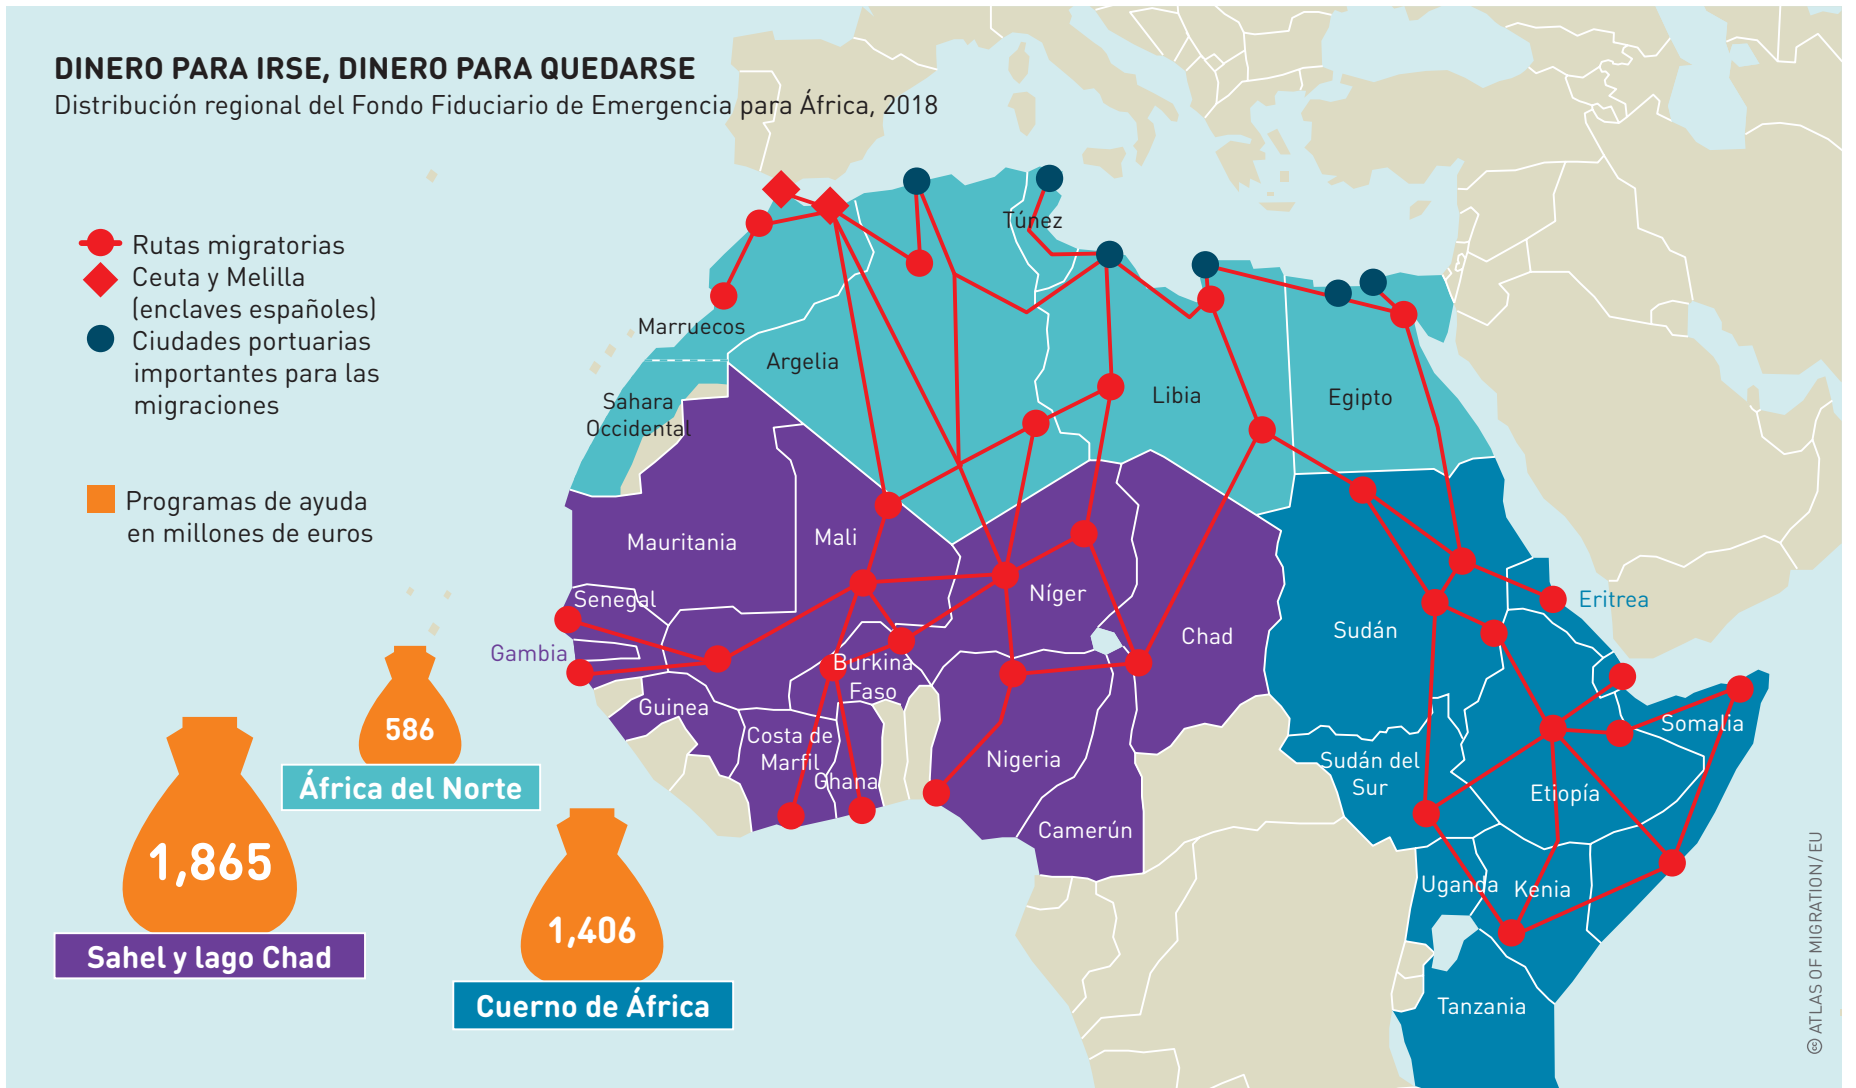 DINERO PARA IRSE, DINERO PARA QUEDARSE
Distribución regional del Fondo Fiduciario de Emergencia para África, 2018
Rutas migratorias
Ceuta y Melilla
(enclaves españoles)
Ciudades portuarias
importantes para las
migraciones
Programas de ayuda
en millones de euros
Túnez
Marruecos
Argelia
Libia
Egipto
Sahara
Occidental
Mauritania
Mali
Níger
Chad
Sudán
Eritrea
Senegal
Gambia
Burkina
Faso
Guinea
Costa de
Marfil
Ghana
Nigeria
Camerún
Sudán del
Sur
Etiopía
Somalia
Uganda
Kenia
Tanzania
586
África del Norte
1,865
Sahel y lago Chad
1,406
Cuerno de África
cc ATLAS OF MIGRATION / EU